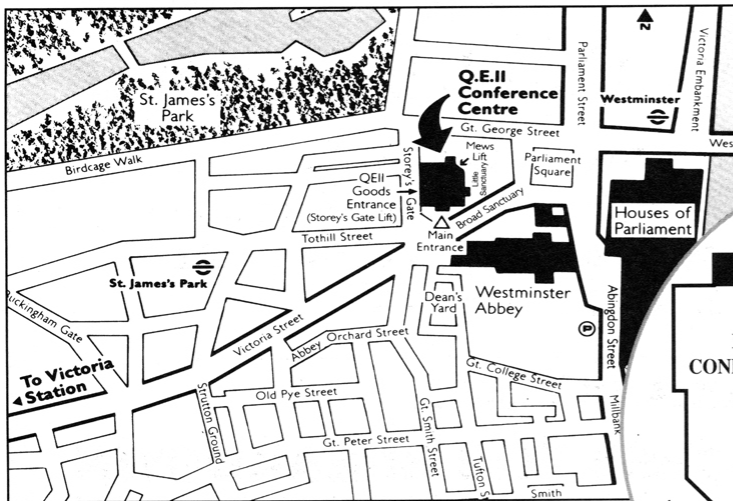 N
Victoria Embankment
Parliament Street
Q.E.II
Conference
Centre
Westminster
St. James's
Park
Gt. George Street
Wes
Birdcage Walk
Storey's Gate
Mews
Lift
Little
Sanctuary
Parliament
Square
QEII
Goods
Entrance
(Storey's Gate Lift)
Broad Sanctuary
Houses of
Parliament
Main
Entrance
Tothill Street
St. James's Park
Buckingham Gate
Dean's
Yard
Westminster
Abbey
Abingdon Street
P
Victoria Street
Abbey Orchard Street
CON
To Victoria
Station
Gt. College Street
Old Pye Street
Strutton Ground
Gt. Smith Street
Millbank
Gt. Peter Street
Tufton S
Smith